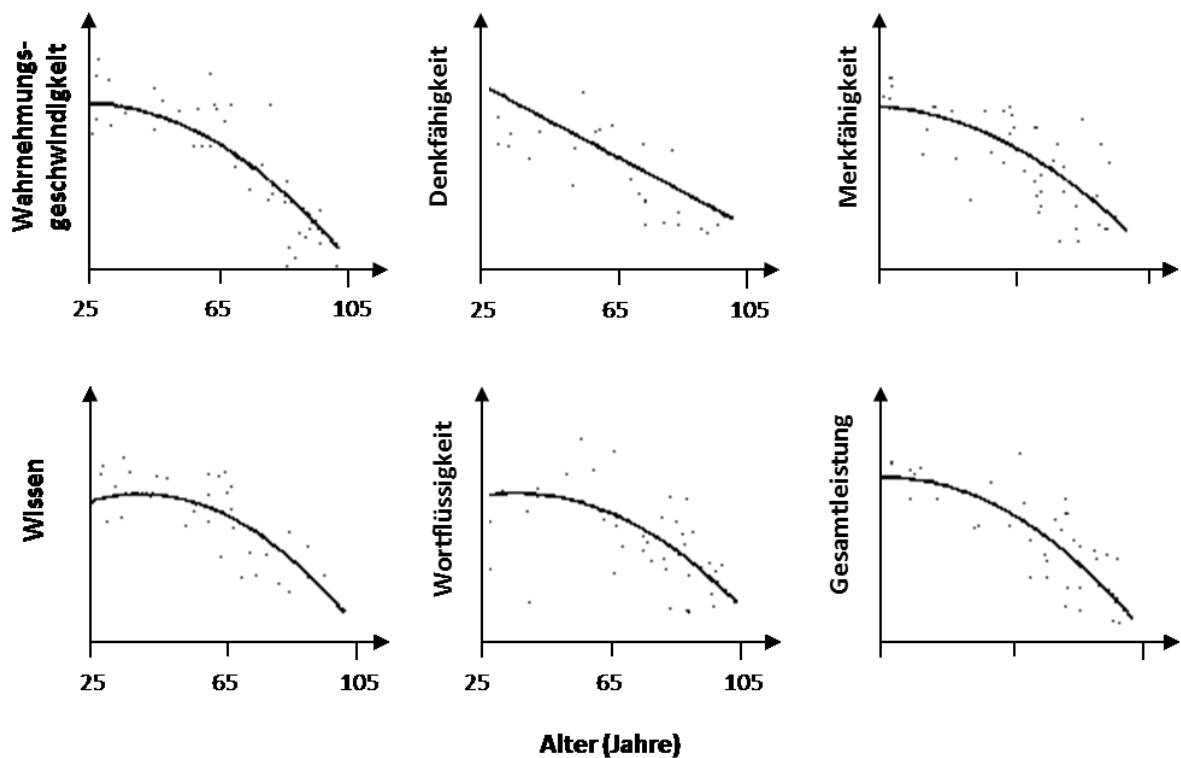 Wahrnehmungs-
geschwindigkeit
Denkfähigkeit
Merkfähigkeit
25 65 105
25 65 105
Wissen
Wortflüssigkeit
Gesamtleistung
25 65 105
25 65 105
Alter (Jahre)